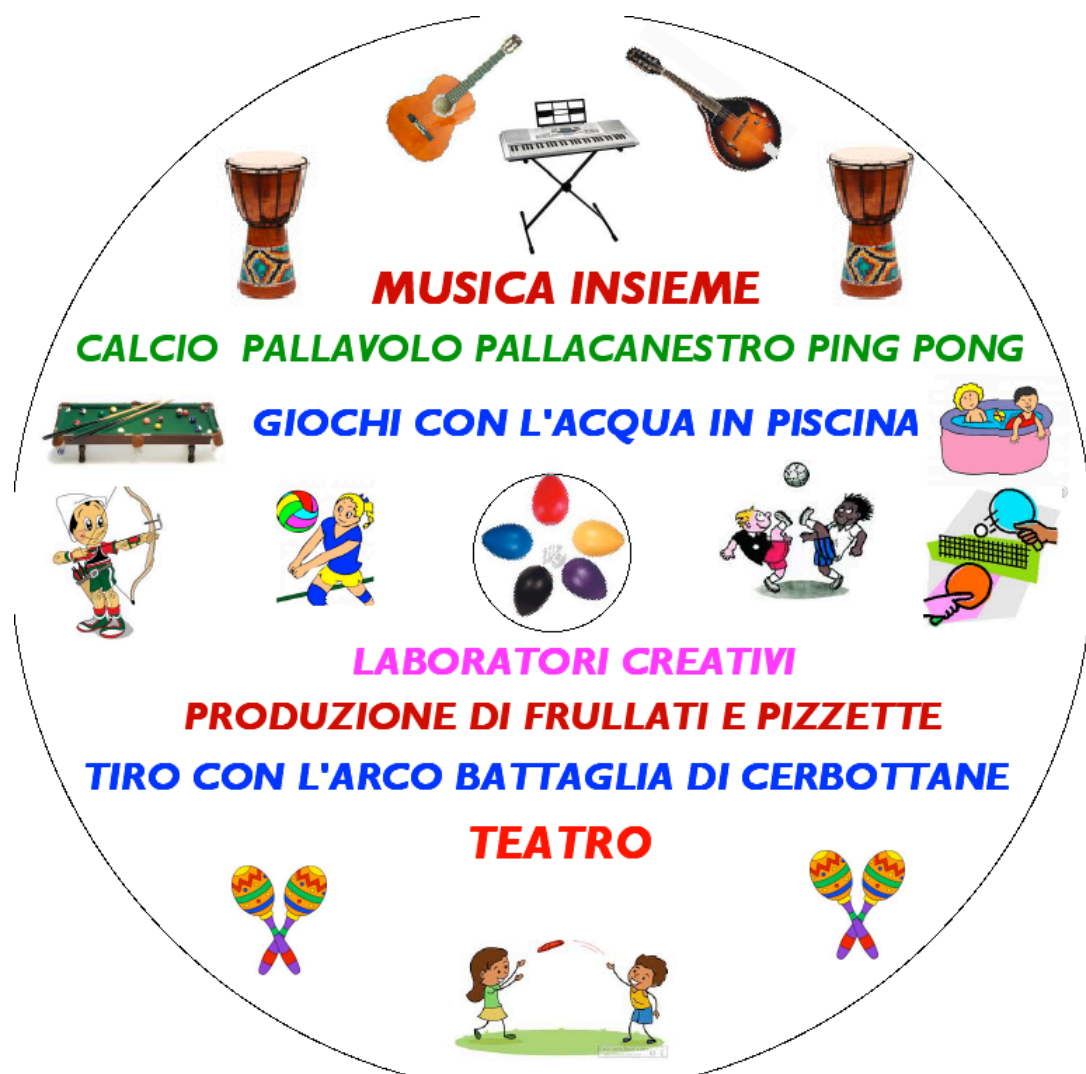 MUSICA INSIEME
CALCIO PALLAVOLO PALLACANESTRO PING PONG
GIOCHI CON L'ACQUA IN PISCINA
LABORATORI CREATIVI
PRODUZIONE DI FRULLATI E PIZZETTE
TIRO CON L'ARCO BATTAGLIA DI CERBOTTANE
TEATRO